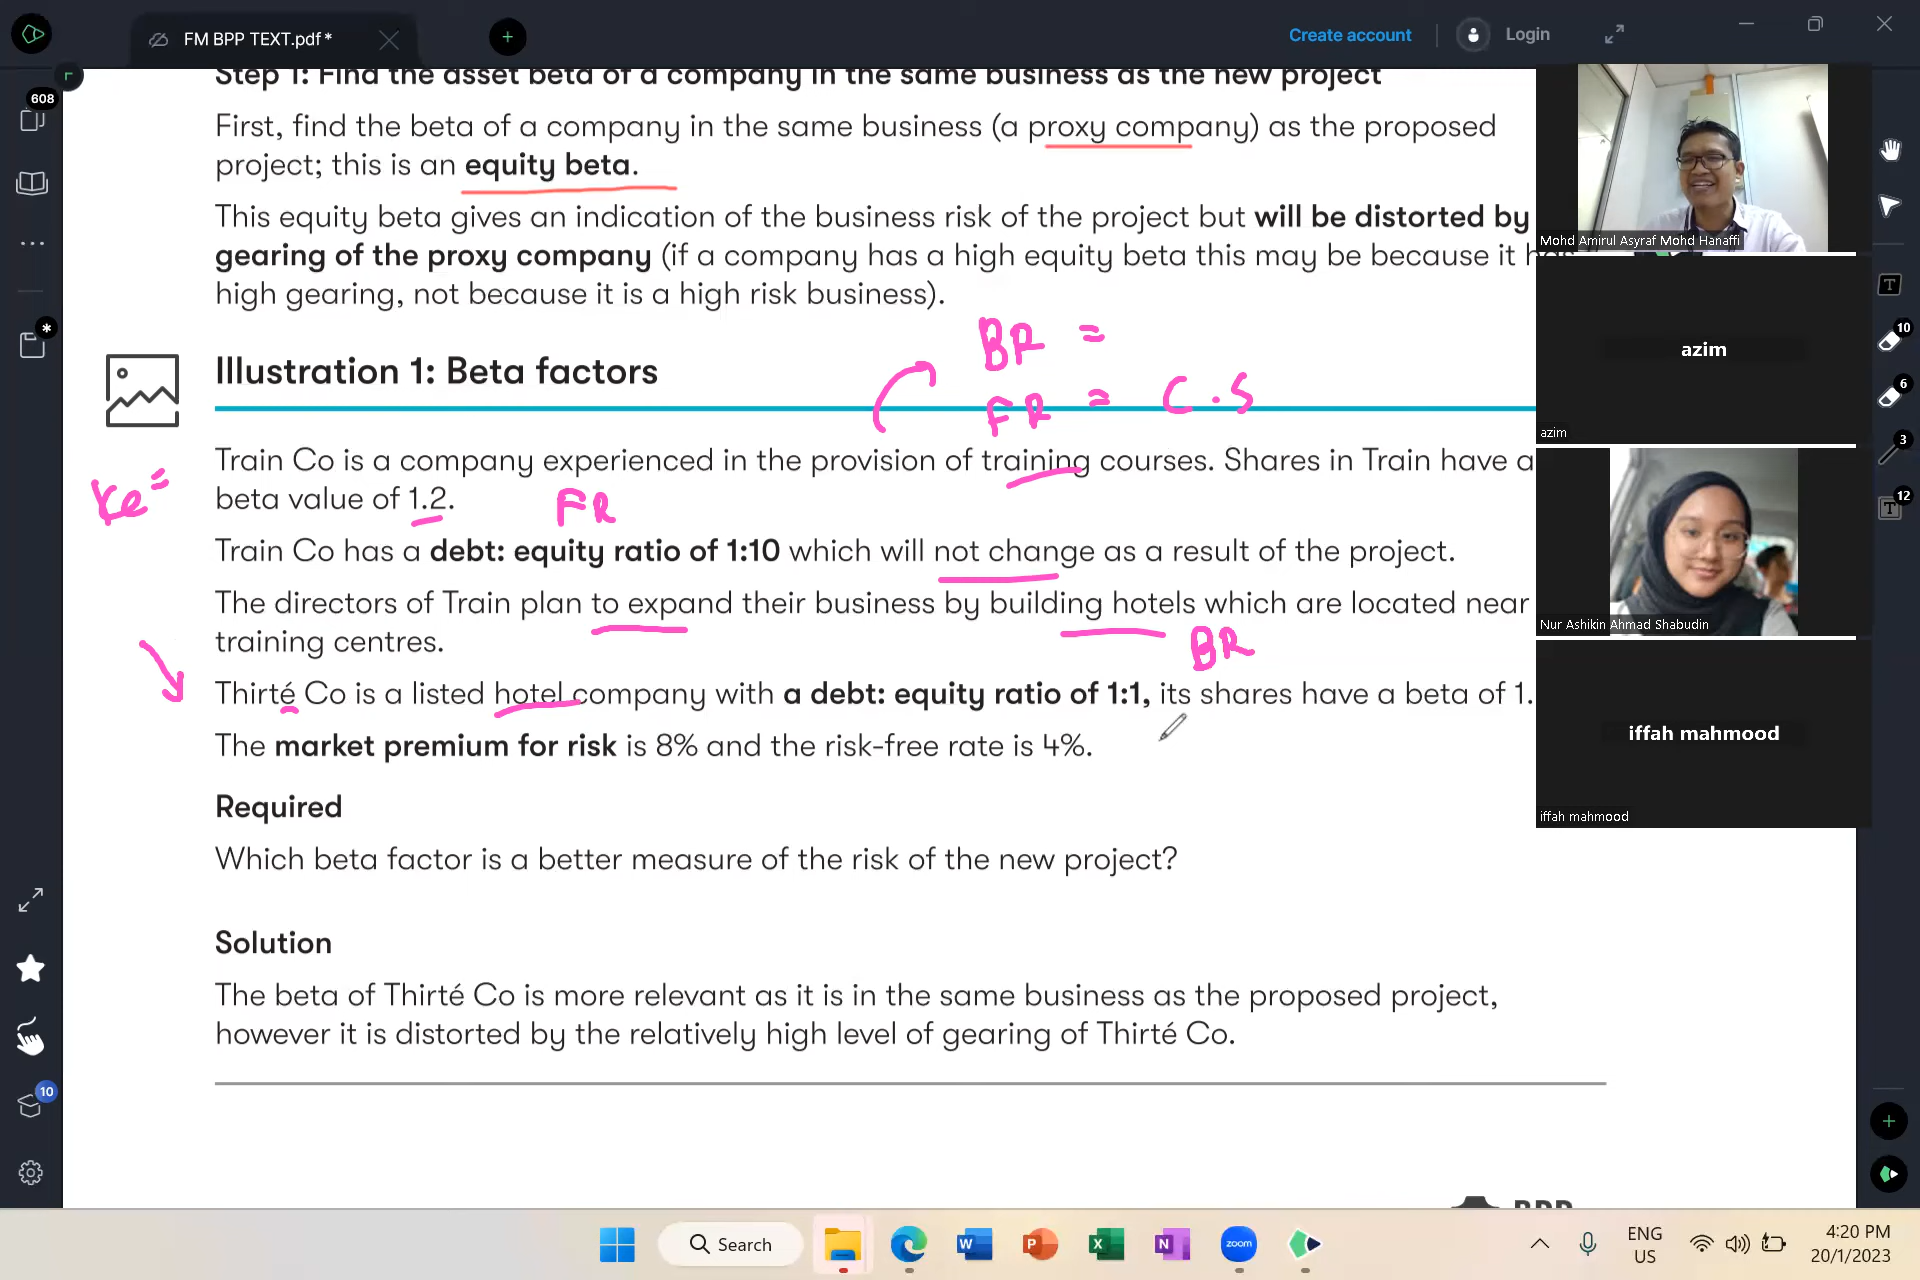 FM BPP TEXT.pdf *
Create account
Login
608
Step 1: Find the asset beta of a company in the same business as the new project
First, find the beta of a company in the same business (a proxy company) as the proposed
project; this is an equity beta.
This equity beta gives an indication of the business risk of the project but will be distorted by
gearing of the proxy company (if a company has a high equity beta this may be because it has
high gearing, not because it is a high risk business).
BR =
Illustration 1: Beta factors
FR = C.S
Train Co is a company experienced in the provision of training courses. Shares in Train have a
Ke =
beta value of 1.2.
FR
Train Co has a debt: equity ratio of 1:10 which will not change as a result of the project.
The directors of Train plan to expand their business by building hotels which are located near
training centres.
BR
Thirté Co is a listed hotel company with a debt: equity ratio of 1:1, its shares have a beta of 1.
The market premium for risk is 8% and the risk-free rate is 4%.
Required
Which beta factor is a better measure of the risk of the new project?
Solution
The beta of Thirté Co is more relevant as it is in the same business as the proposed project,
however it is distorted by the relatively high level of gearing of Thirté Co.
BPP
Mohd Amirul Asyraf Mohd Hanaffi
azim
azim
Nur Ashikin Ahmad Shabudin
iffah mahmood
iffah mahmood
T
10
6
3
T
12
10
Search
W
P
X
N
zoom
ENG
US
4:20 PM
20/1/2023